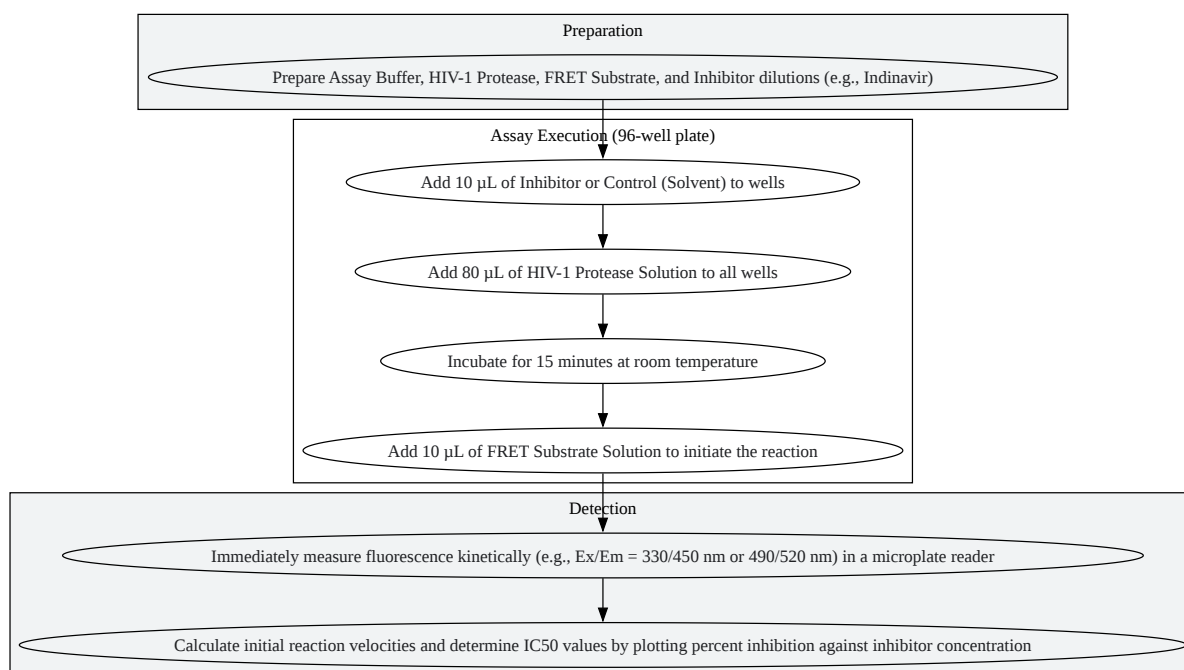 Preparation
Prepare Assay Buffer, HIV-1 Protease, FRET Substrate, and Inhibitor dilutions (e.g., Indinavir)
Assay Execution (96-well plate)
Add 10 µL of Inhibitor or Control (Solvent) to wells
Add 80 µL of HIV-1 Protease Solution to all wells
Incubate for 15 minutes at room temperature
Add 10 µL of FRET Substrate Solution to initiate the reaction
Detection
Immediately measure fluorescence kinetically (e.g., Ex/Em = 330/450 nm or 490/520 nm) in a microplate reader
Calculate initial reaction velocities and determine IC50 values by plotting percent inhibition against inhibitor concentration